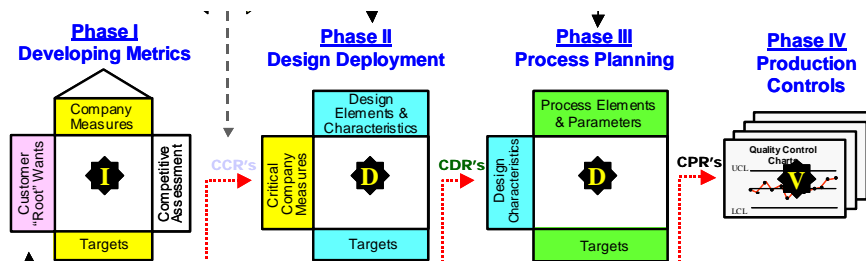 Phase I
Developing Metrics
Phase II
Design Deployment
Phase III
Process Planning
Phase IV
Production
Controls
Company
Measures
Customer
"Root" Wants
I
Competitive
Assessment
Targets
CCR's
Design
Elements &
Characteristics
Critical
Company
Measures
D
Targets
CDR's
Process Elements
& Parameters
Design
Characteristics
D
Targets
CPR's
Quality Control
Charts
UCL
V
LCL